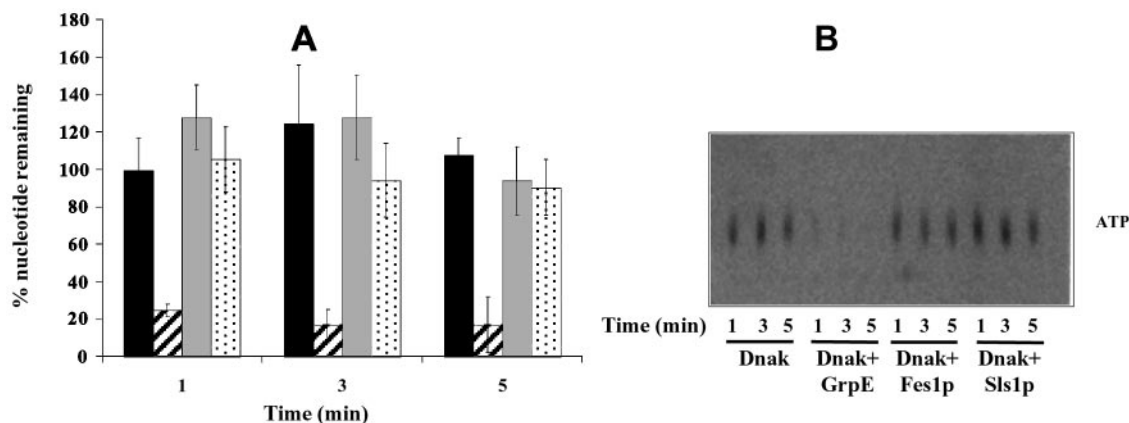 A
B
% nucleotide remaining
180
160
140
120
100
80
60
40
20
0
1 3 5
Time (min)
ATP
Time (min) 1 3 5 1 3 5 1 3 5 1 3 5
Dnak Dnak+ Dnak+ Dnak+
GrpE Fes1p Sls1p